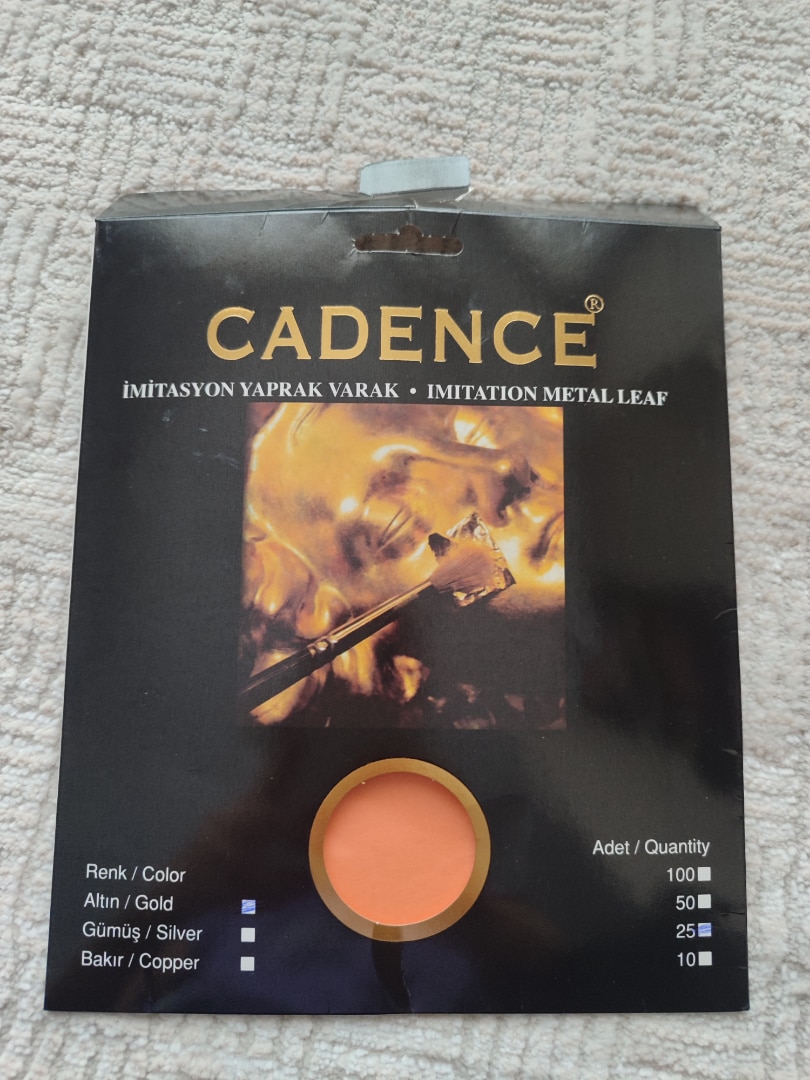 CADENCE®
İMİTASYON YAPRAK VARAK • IMITATION METAL LEAF
Renk / Color
Altın / Gold
Gümüş / Silver
Bakır / Copper
Adet / Quantity
100
50
25
10